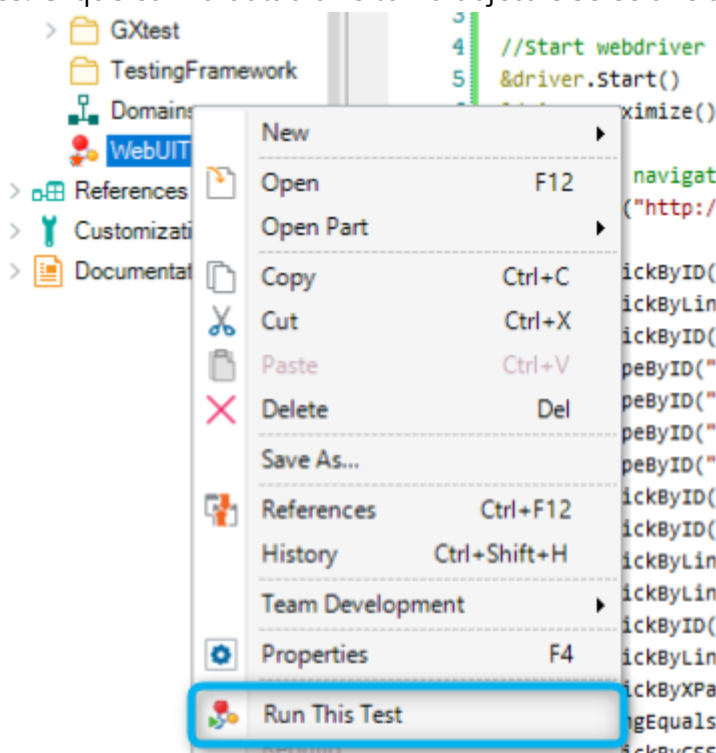 GXtest
TestingFramework
Domains
WebUIT
References
Customizati
Documentat
3
4 //Start webdriver
5 &driver.Start()
ximize()
navigat
("http:/
ickByID(
ickByLin
ickByID(
peByID("
peByID("
peByID("
peByID("
ickByID(
ickByID(
ickByLin
ickByLin
ickByID(
ickByLin
ickByXPa
ngEquals
ickByCSS
New
Open F12
Open Part
Copy Ctrl+C
Cut Ctrl+X
Paste Ctrl+V
Delete Del
Save As...
References Ctrl+F12
History Ctrl+Shift+H
Team Development
Properties F4
Run This Test